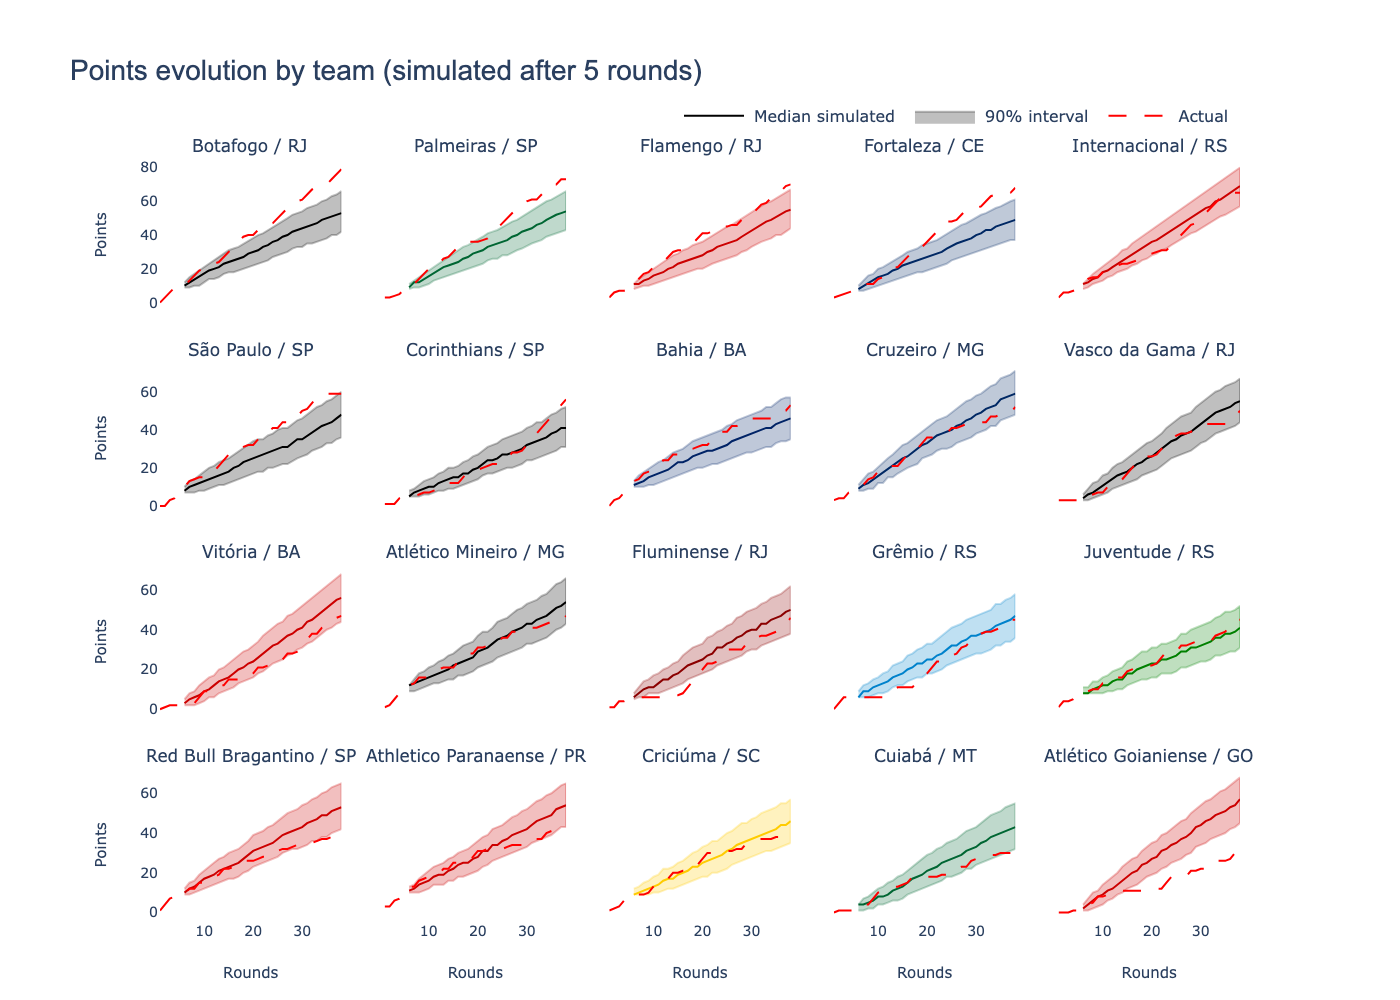 Points evolution by team (simulated after 5 rounds)
Median simulated 90% interval Actual
Botafogo / RJ Palmeiras / SP Flamengo / RJ Fortaleza / CE Internacional / RS
80
60
40
20
0
Points
São Paulo / SP Corinthians / SP Bahia / BA Cruzeiro / MG Vasco da Gama / RJ
60
40
20
0
Points
Vitória / BA Atlético Mineiro / MG Fluminense / RJ Grêmio / RS Juventude / RS
60
40
20
0
Points
Red Bull Bragantino / SP Athletico Paranaense / PR Criciúma / SC Cuiabá / MT Atlético Goianiense / GO
60
40
20
0
Points
10 20 30 10 20 30 10 20 30 10 20 30 10 20 30
Rounds Rounds Rounds Rounds Rounds